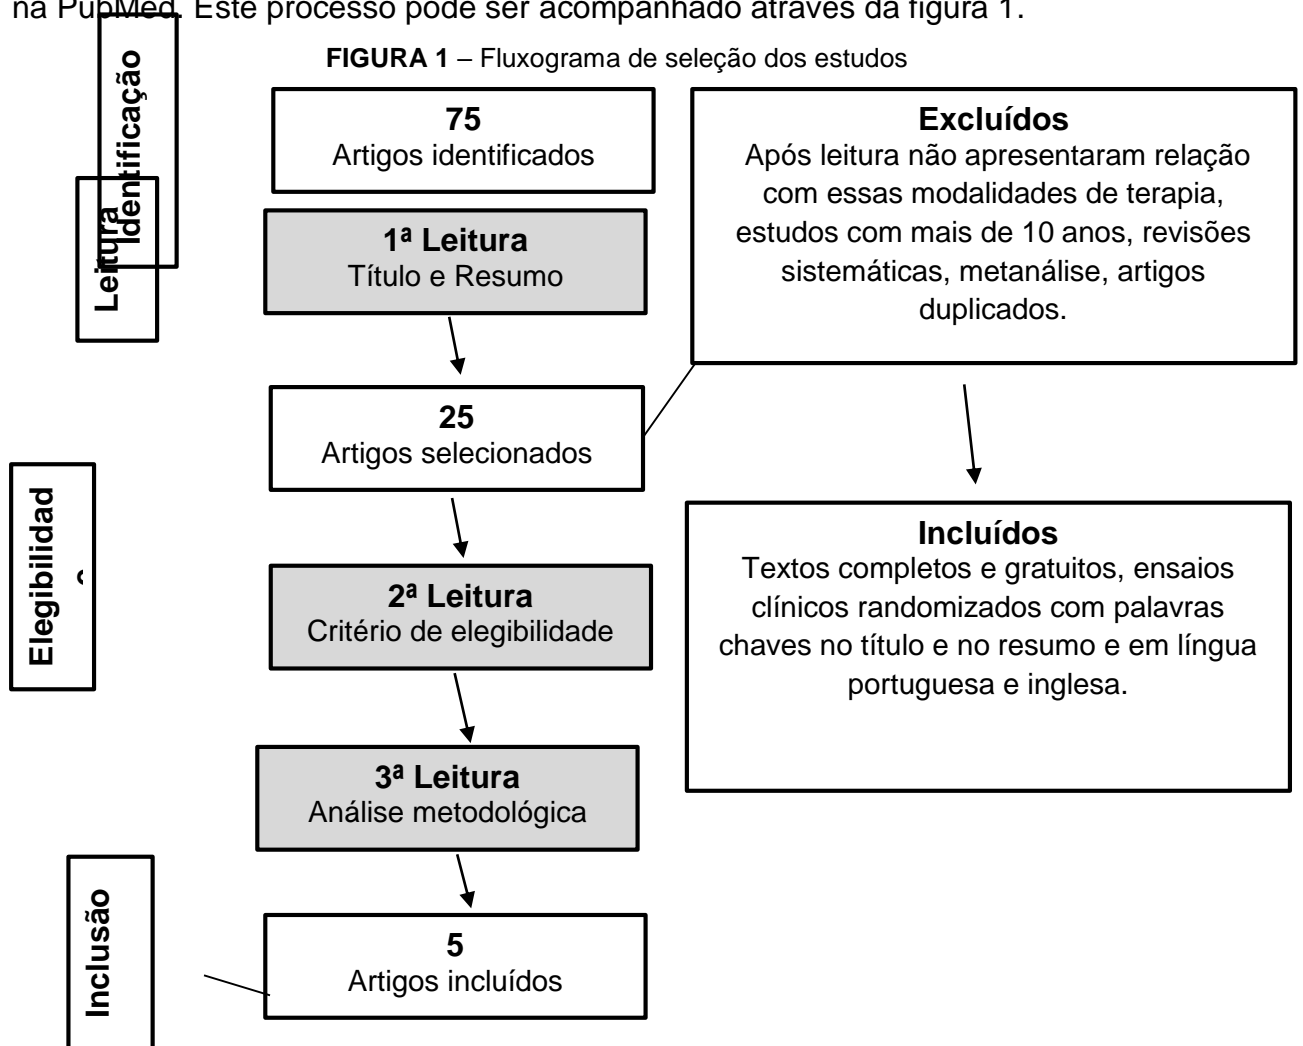 na PubMed. Este processo pode ser acompanhado através da figura 1.
FIGURA 1 – Fluxograma de seleção dos estudos
Identificação
Leitura
75
Artigos identificados
1ª Leitura
Título e Resumo
25
Artigos selecionados
Elegibilidad
2ª Leitura
Critério de elegibilidade
3ª Leitura
Análise metodológica
Inclusão
5
Artigos incluídos
Excluídos
Após leitura não apresentaram relação
com essas modalidades de terapia,
estudos com mais de 10 anos, revisões
sistemáticas, metanálise, artigos
duplicados.
Incluídos
Textos completos e gratuitos, ensaios
clínicos randomizados com palavras
chaves no título e no resumo e em língua
portuguesa e inglesa.